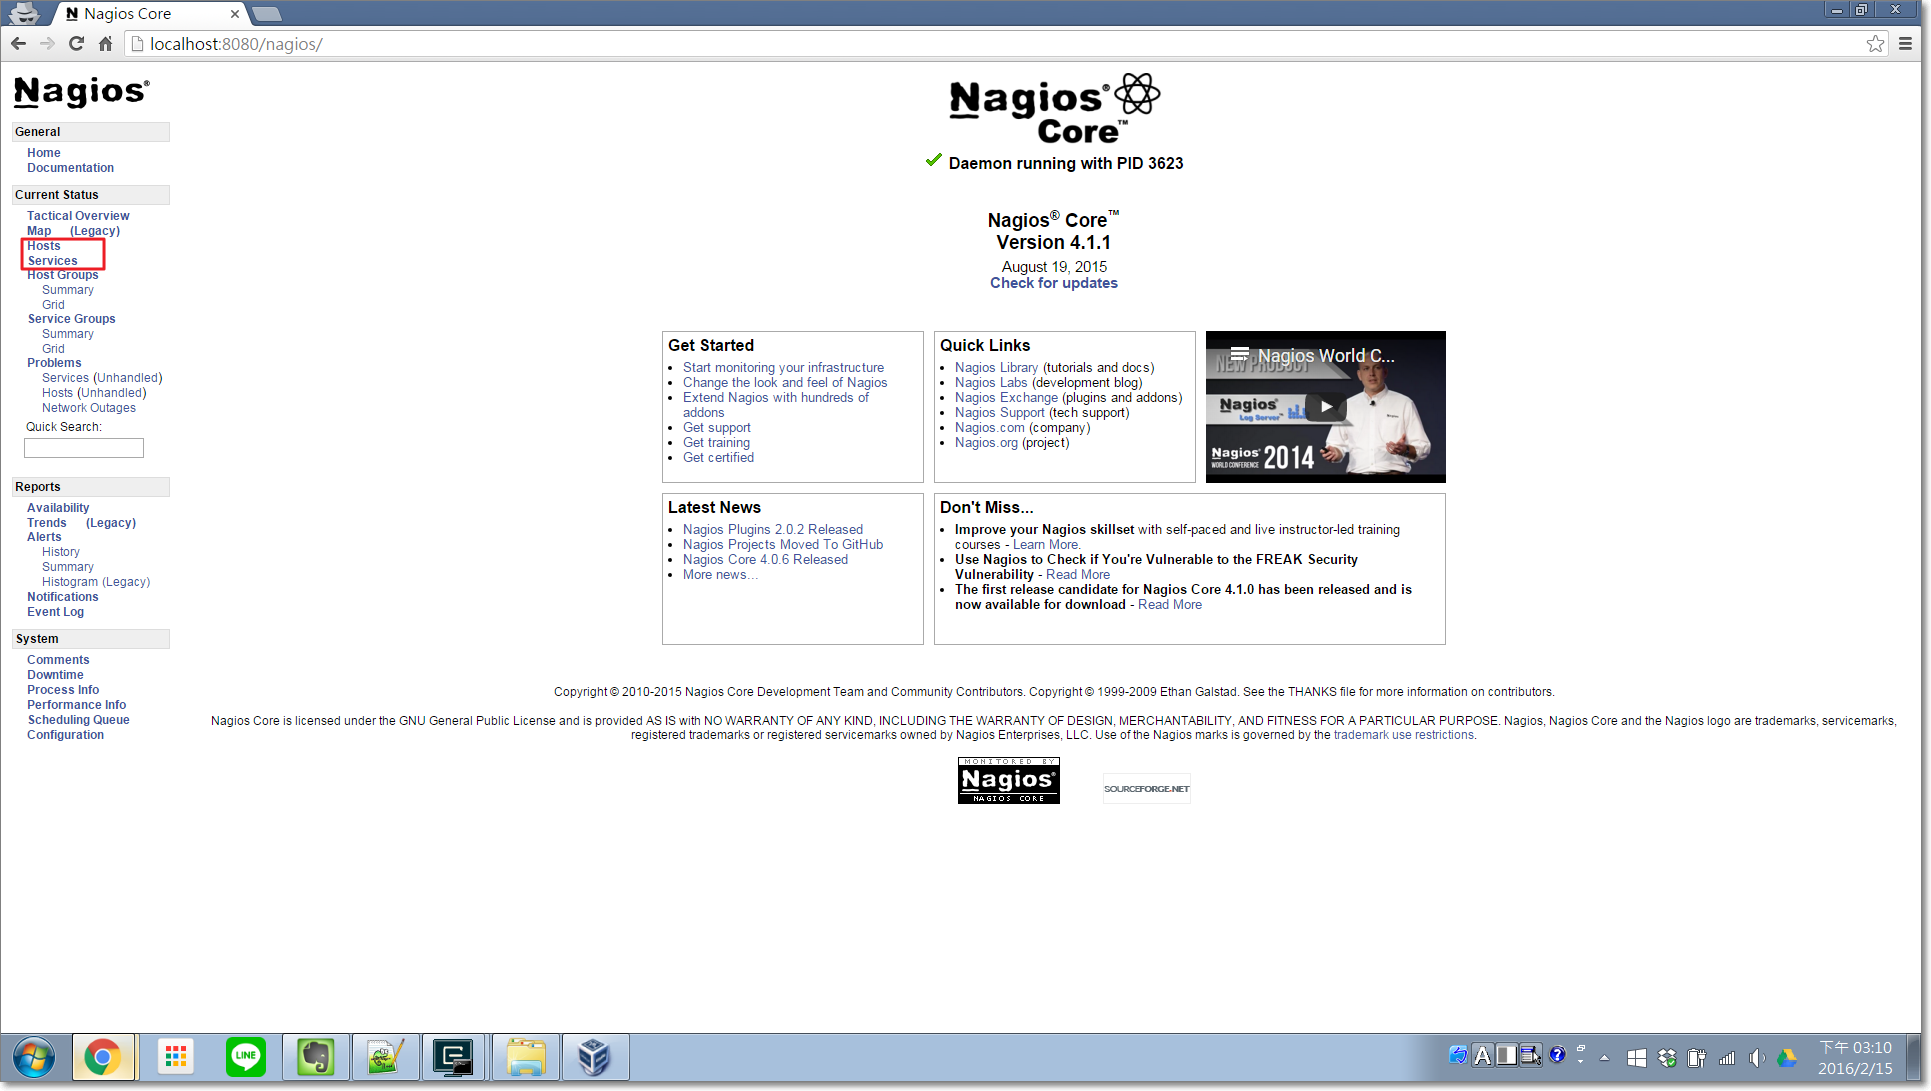 Nagios Core
localhost:8080/nagios/
Nagios®
General
Home
Documentation
Current Status
Tactical Overview
Map (Legacy)
Hosts
Services
Host Groups
Summary
Grid
Service Groups
Summary
Grid
Problems
Services (Unhandled)
Hosts (Unhandled)
Network Outages
Quick Search:
Reports
Availability
Trends (Legacy)
Alerts
History
Summary
Histogram (Legacy)
Notifications
Event Log
System
Comments
Downtime
Process Info
Performance Info
Scheduling Queue
Configuration
Nagios®
Core™
Daemon running with PID 3623
Nagios® Core™
Version 4.1.1
August 19, 2015
Check for updates
Get Started
Start monitoring your infrastructure
Change the look and feel of Nagios
Extend Nagios with hundreds of
addons
Get support
Get training
Get certified
Quick Links
Nagios Library (tutorials and docs)
Nagios Labs (development blog)
Nagios Exchange (plugins and addons)
Nagios Support (tech support)
Nagios.com (company)
Nagios.org (project)
Nagios World C...
NEW PRODUCT
Nagios®
Log Server™
Nagios®
WORLD CONFERENCE 2014
Latest News
Nagios Plugins 2.0.2 Released
Nagios Projects Moved To GitHub
Nagios Core 4.0.6 Released
More news...
Don't Miss...
Improve your Nagios skillset with self-paced and live instructor-led training
courses - Learn More.
Use Nagios to Check if You're Vulnerable to the FREAK Security
Vulnerability - Read More
The first release candidate for Nagios Core 4.1.0 has been released and is
now available for download - Read More
Copyright © 2010-2015 Nagios Core Development Team and Community Contributors. Copyright © 1999-2009 Ethan Galstad. See the THANKS file for more information on contributors.
Nagios Core is licensed under the GNU General Public License and is provided AS IS with NO WARRANTY OF ANY KIND, INCLUDING THE WARRANTY OF DESIGN, MERCHANTABILITY, AND FITNESS FOR A PARTICULAR PURPOSE. Nagios, Nagios Core and the Nagios logo are trademarks, servicemarks,
registered trademarks or registered servicemarks owned by Nagios Enterprises, LLC. Use of the Nagios marks is governed by the trademark use restrictions.
MONITORED BY
Nagios®
NAGIOS CORE
SOURCEFORGE.NET
LINE
A
下午 03:10
2016/2/15